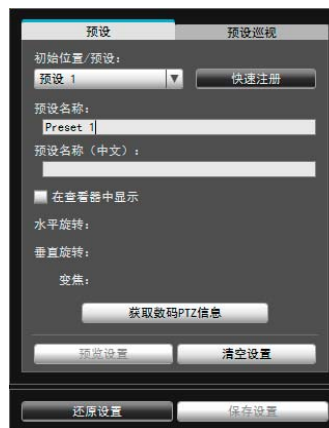 预设 预设巡视
初始位置/预设:
预设 1 快速注册
预设名称:
Preset 1
预设名称（中文）:
在查看器中显示
水平旋转:
垂直旋转:
变焦:
获取数码PTZ信息
预览设置 清空设置
还原设置 保存设置